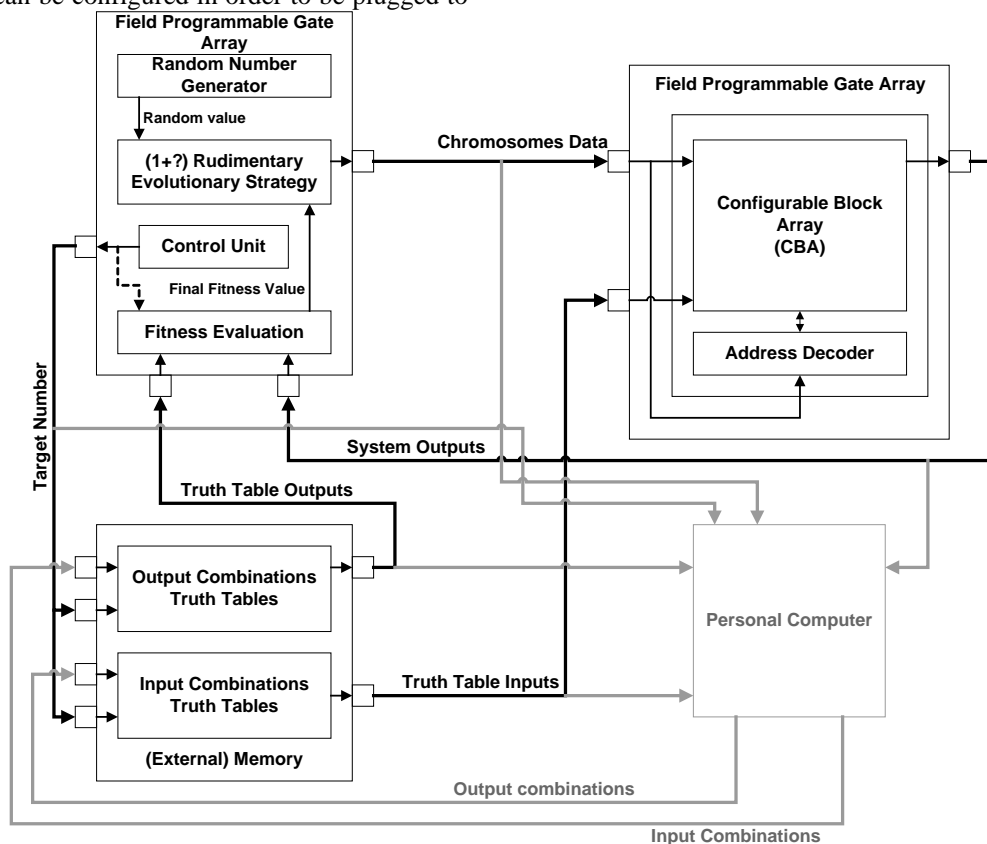 can be configured in order to be plugged to
Field Programmable Gate
Array
Random Number
Generator
Random value
(1+?) Rudimentary
Evolutionary Strategy
Control Unit
Final Fitness Value
Fitness Evaluation
Chromosomes Data
Field Programmable Gate Array
Configurable Block
Array
(CBA)
Address Decoder
Target Number
System Outputs
Truth Table Outputs
Output Combinations
Truth Tables
Input Combinations
Truth Tables
(External) Memory
Truth Table Inputs
Personal Computer
Output combinations
Input Combinations